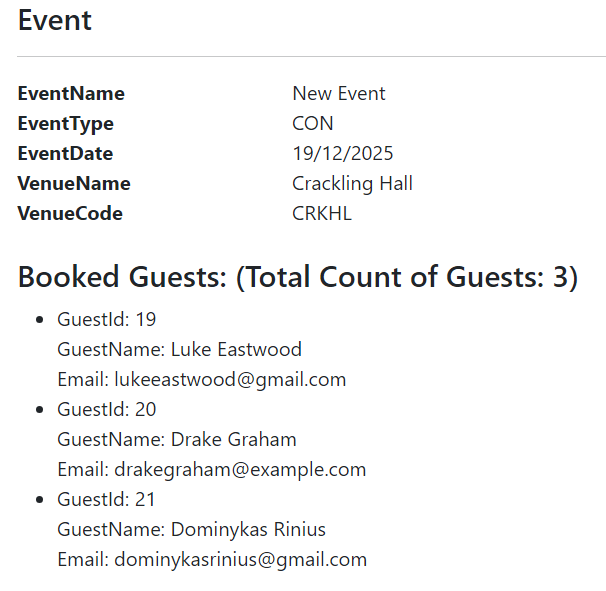 Event
EventName New Event
EventType CON
EventDate 19/12/2025
VenueName Crackling Hall
VenueCode CRKHL
Booked Guests: (Total Count of Guests: 3)
GuestId: 19
GuestName: Luke Eastwood
Email: lukeeastwood@gmail.com
GuestId: 20
GuestName: Drake Graham
Email: drakegraham@example.com
GuestId: 21
GuestName: Dominykas Rinius
Email: dominykasrinius@gmail.com